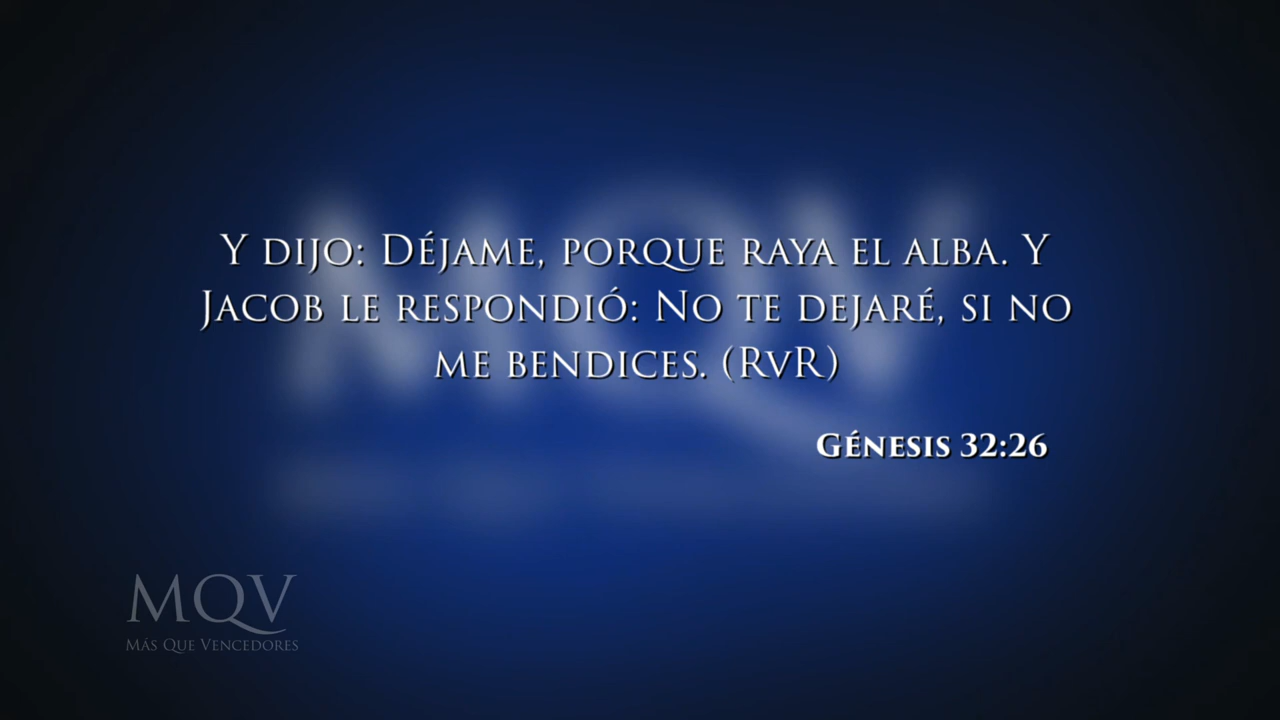 Y dijo: Déjame, porque raya el alba. Y
Jacob le respondió: No te dejaré, si no
me bendices. (RvR)
Génesis 32:26
MQV
Más Que Vencedores